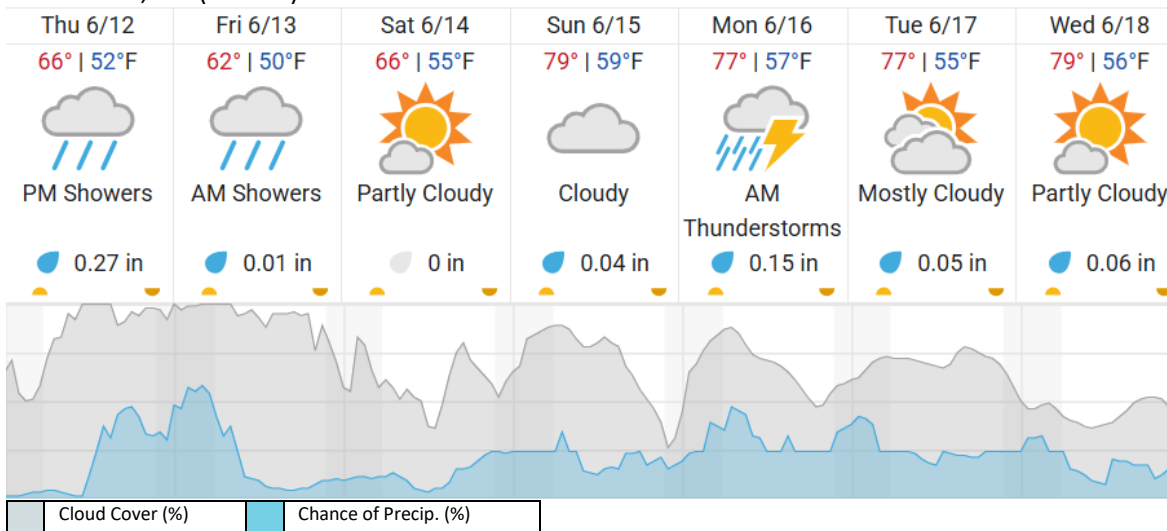 Thu 6/12 Fri 6/13 Sat 6/14 Sun 6/15 Mon 6/16 Tue 6/17 Wed 6/18
66° | 52°F 62° | 50°F 66° | 55°F 79° | 59°F 77° | 57°F 77° | 55°F 79° | 56°F
PM Showers AM Showers Partly Cloudy Cloudy AM Mostly Cloudy Partly Cloudy
Thunderstorms
0.27 in 0.01 in 0 in 0.04 in 0.15 in 0.05 in 0.06 in
Cloud Cover (%) Chance of Precip. (%)